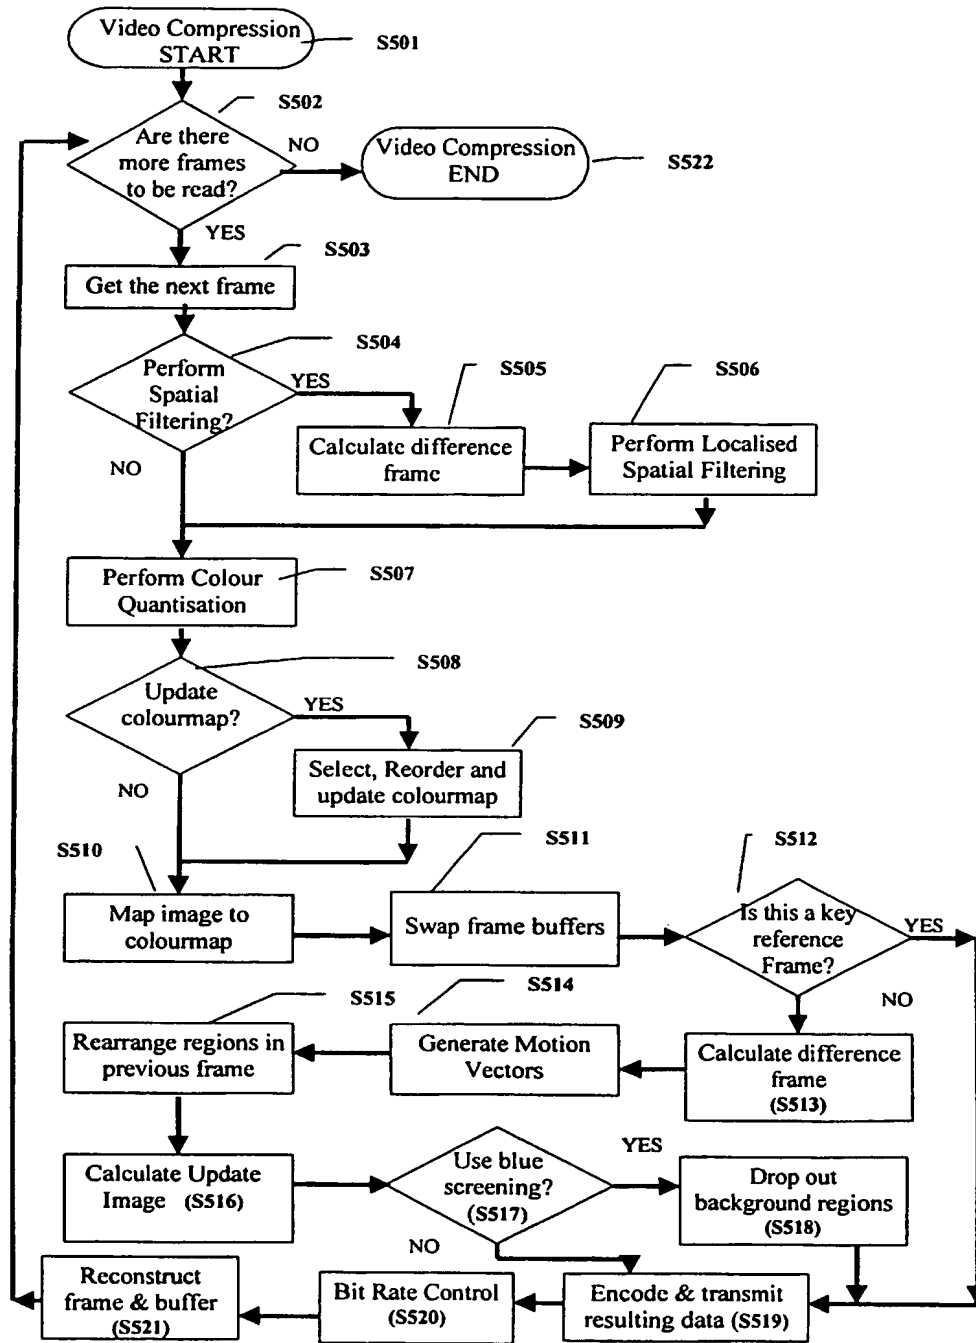 Video Compression
START
S501
S502
Are there
more frames
to be read?
NO
Video Compression
END
S522
YES
S503
Get the next frame
S504
Perform
Spatial
Filtering?
YES
S505
S506
Calculate difference
frame
Perform Localised
Spatial Filtering
NO
Perform Colour
Quantisation
S507
S508
Update
colourmap?
YES
S509
Select, Reorder and
update colourmap
NO
S510
S511
S512
Map image to
colourmap
Swap frame buffers
Is this a key
reference
Frame?
YES
NO
S515
S514
Rearrange regions in
previous frame
Generate Motion
Vectors
Calculate difference
frame
(S513)
Calculate Update
Image (S516)
Use blue
screening?
(S517)
YES
Drop out
background regions
(S518)
NO
Reconstruct
frame & buffer
(S521)
Bit Rate Control
(S520)
Encode & transmit
resulting data (S519)